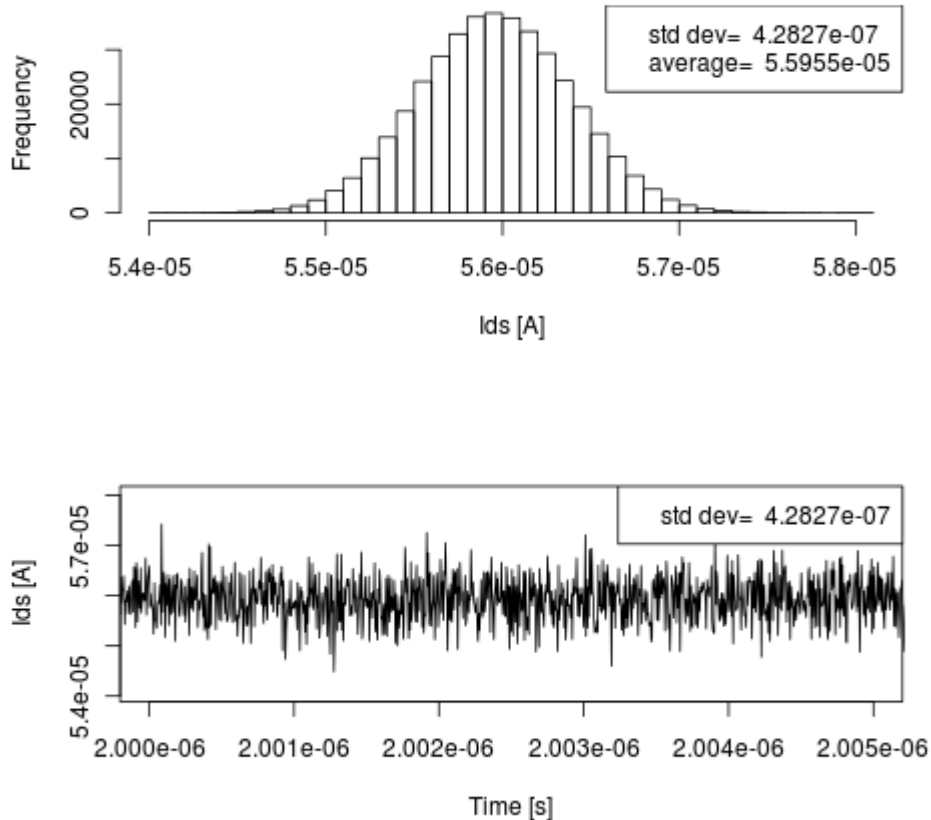 std dev= 4.2827e-07
average= 5.5955e-05
Frequency
20000
0
5.4e-05 5.5e-05 5.6e-05 5.7e-05 5.8e-05
Ids [A]
std dev= 4.2827e-07
Ids [A]
5.7e-05
5.4e-05
2.000e-06 2.001e-06 2.002e-06 2.003e-06 2.004e-06 2.005e-06
Time [s]